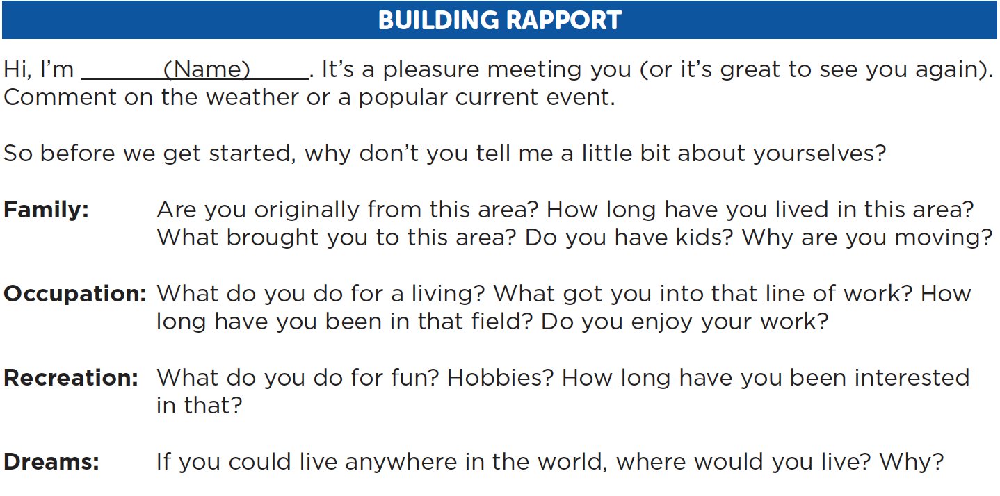 BUILDING RAPPORT
Hi, I’m ______(Name)____. It’s a pleasure meeting you (or it’s great to see you again).
Comment on the weather or a popular current event.
So before we get started, why don’t you tell me a little bit about yourselves?
Family: Are you originally from this area? How long have you lived in this area?
What brought you to this area? Do you have kids? Why are you moving?
Occupation: What do you do for a living? What got you into that line of work? How
long have you been in that field? Do you enjoy your work?
Recreation: What do you do for fun? Hobbies? How long have you been interested
in that?
Dreams: If you could live anywhere in the world, where would you live? Why?